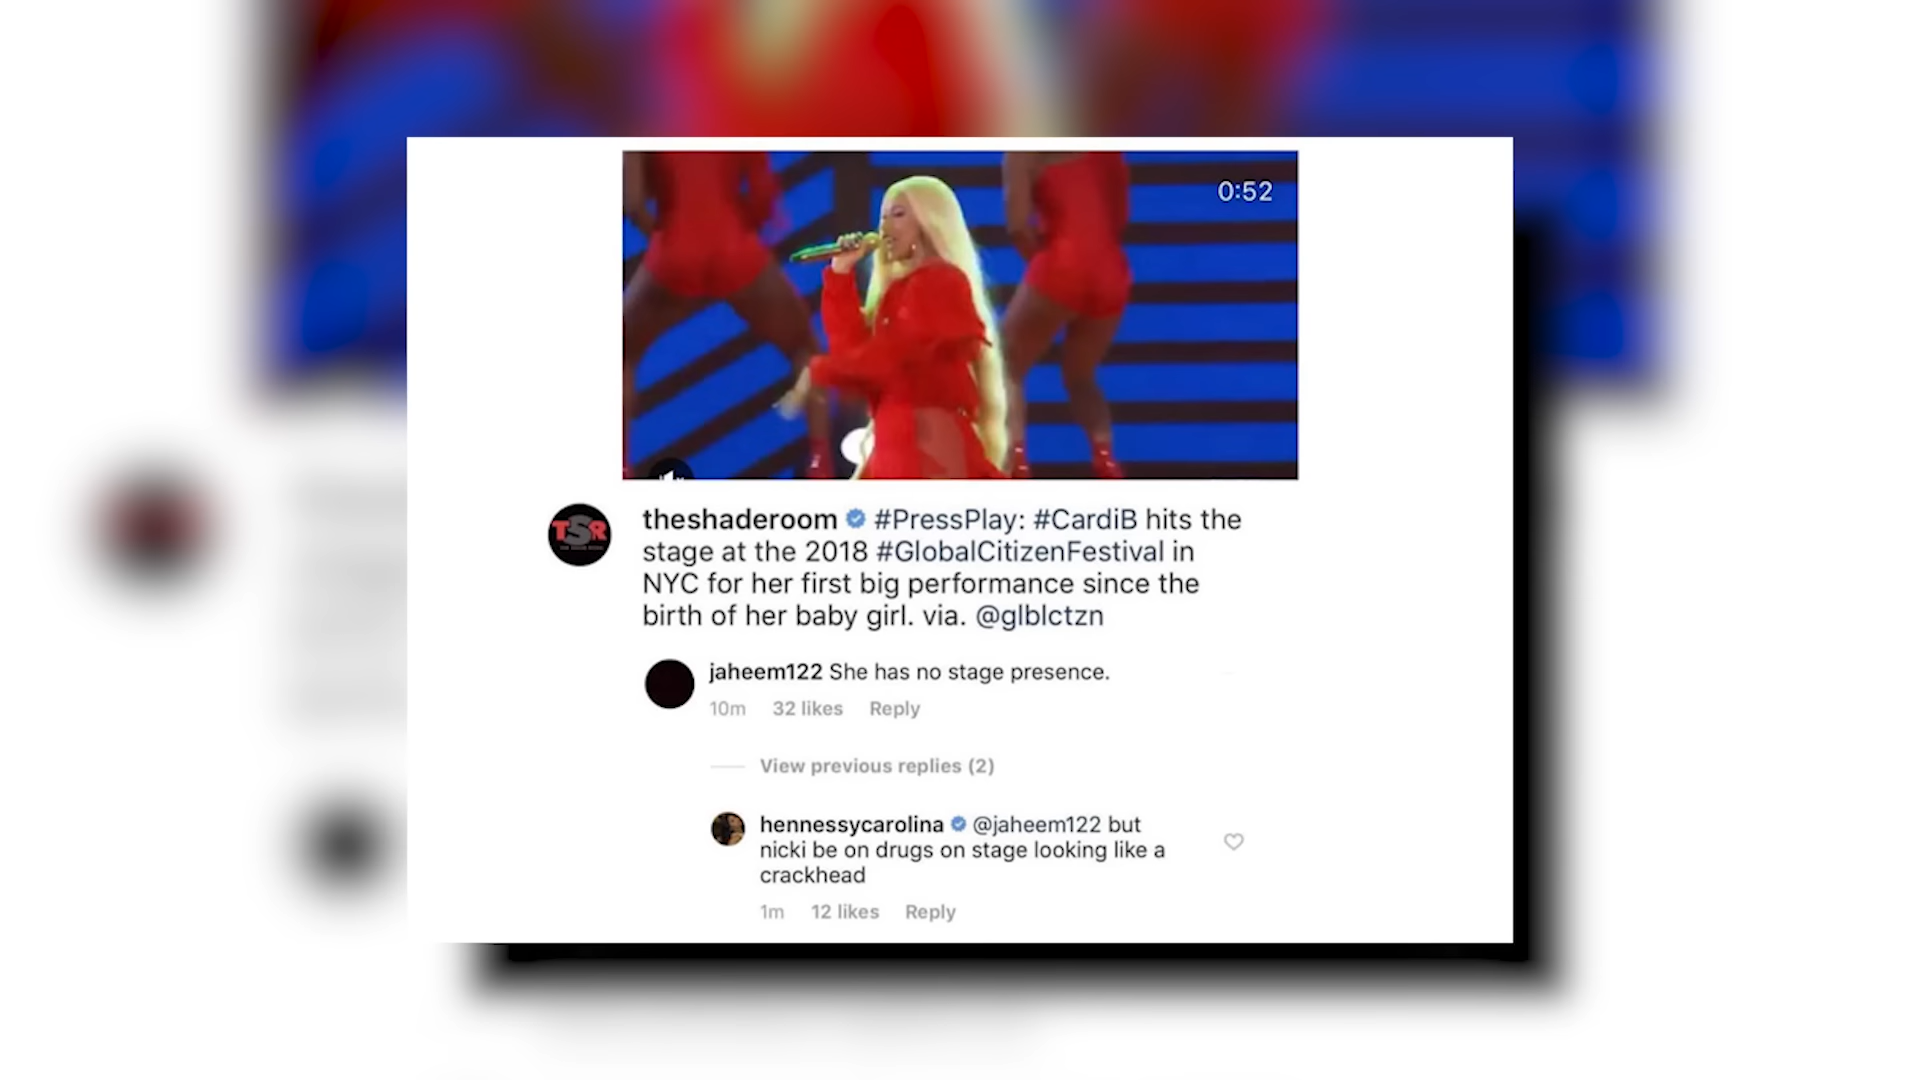 0:52
TSR
theshaderoom #PressPlay: #CardiB hits the
stage at the 2018 #GlobalCitizenFestival in
NYC for her first big performance since the
birth of her baby girl. via. @glblctzn
jaheem122 She has no stage presence.
10m 32 likes Reply
View previous replies (2)
hennessycarolina @jaheem122 but
nicki be on drugs on stage looking like a
crackhead
1m 12 likes Reply